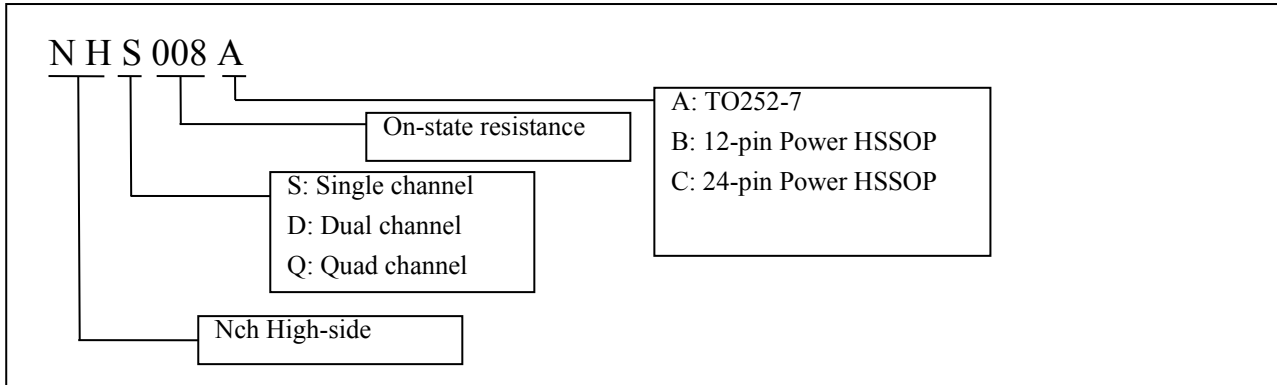 N H S 008 A
A: TO252-7
B: 12-pin Power HSSOP
C: 24-pin Power HSSOP
On-state resistance
S: Single channel
D: Dual channel
Q: Quad channel
Nch High-side